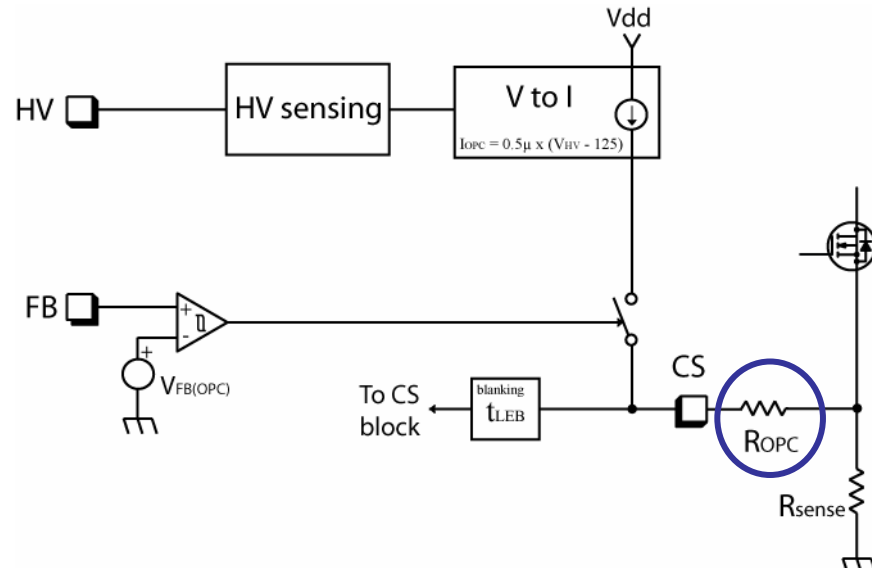 Vdd
HV
HV sensing
V to I
IOPC = 0.5µ x (VHV - 125)
FB
+
-
+
VFB(OPC)
To CS
block
blanking
tLEB
CS
ROPC
Rsense